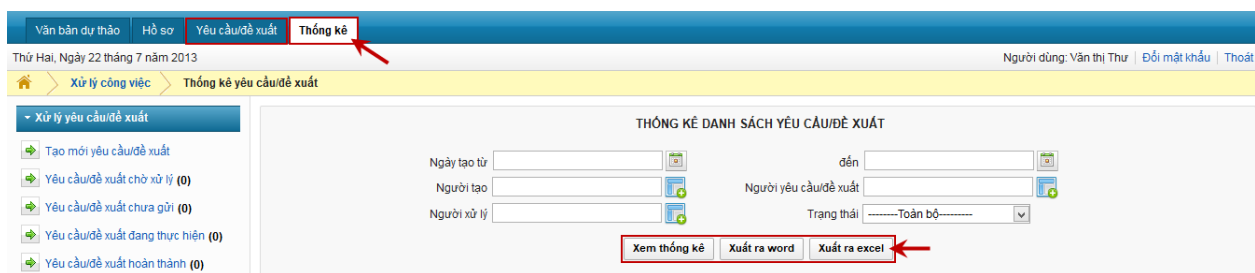 Văn bản dự thảo Hồ sơ Yêu cầu/đề xuất Thống kê
Thứ Hai, Ngày 22 tháng 7 năm 2013 Người dùng: Văn thị Thư | Đổi mật khẩu | Thoát
Xử lý công việc Thống kê yêu cầu/đề xuất
Xử lý yêu cầu/đề xuất
Tạo mới yêu cầu/đề xuất
Yêu cầu/đề xuất chờ xử lý (0)
Yêu cầu/đề xuất chưa gửi (0)
Yêu cầu/đề xuất đang thực hiện (0)
Yêu cầu/đề xuất hoàn thành (0)
THỐNG KÊ DANH SÁCH YÊU CẦU/ĐỀ XUẤT
Ngày tạo từ đến
Người tạo Người yêu cầu/đề xuất
Người xử lý Trạng thái --------Toàn bộ---------
Xem thống kê Xuất ra word Xuất ra excel